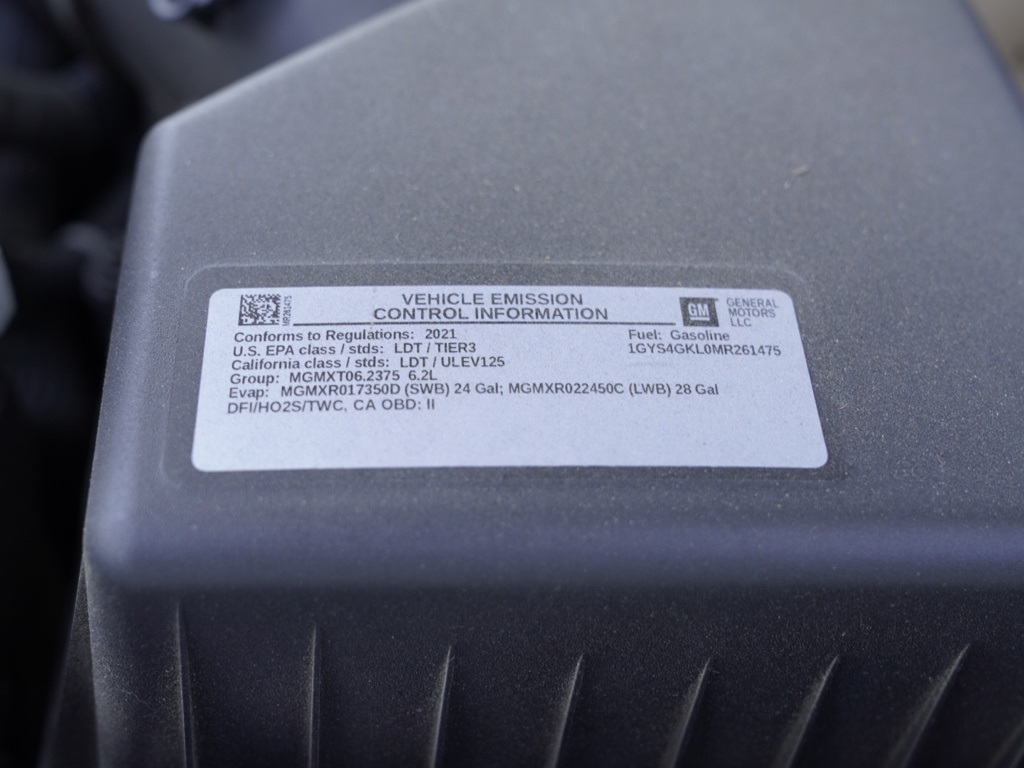 VEHICLE EMISSION
CONTROL INFORMATION
MR261475
GM
GENERAL
MOTORS
LLC
Conforms to Regulations: 2021
Fuel: Gasoline
U.S. EPA class / stds: LDT / TIER3
1GYS4GKL0MR261475
California class / stds: LDT / ULEV125
Group: MGMXT06.2375 6.2L
Evap: MGMXR017350D (SWB) 24 Gal; MGMXR022450C (LWB) 28 Gal
DFI/HO2S/TWC, CA OBD: II